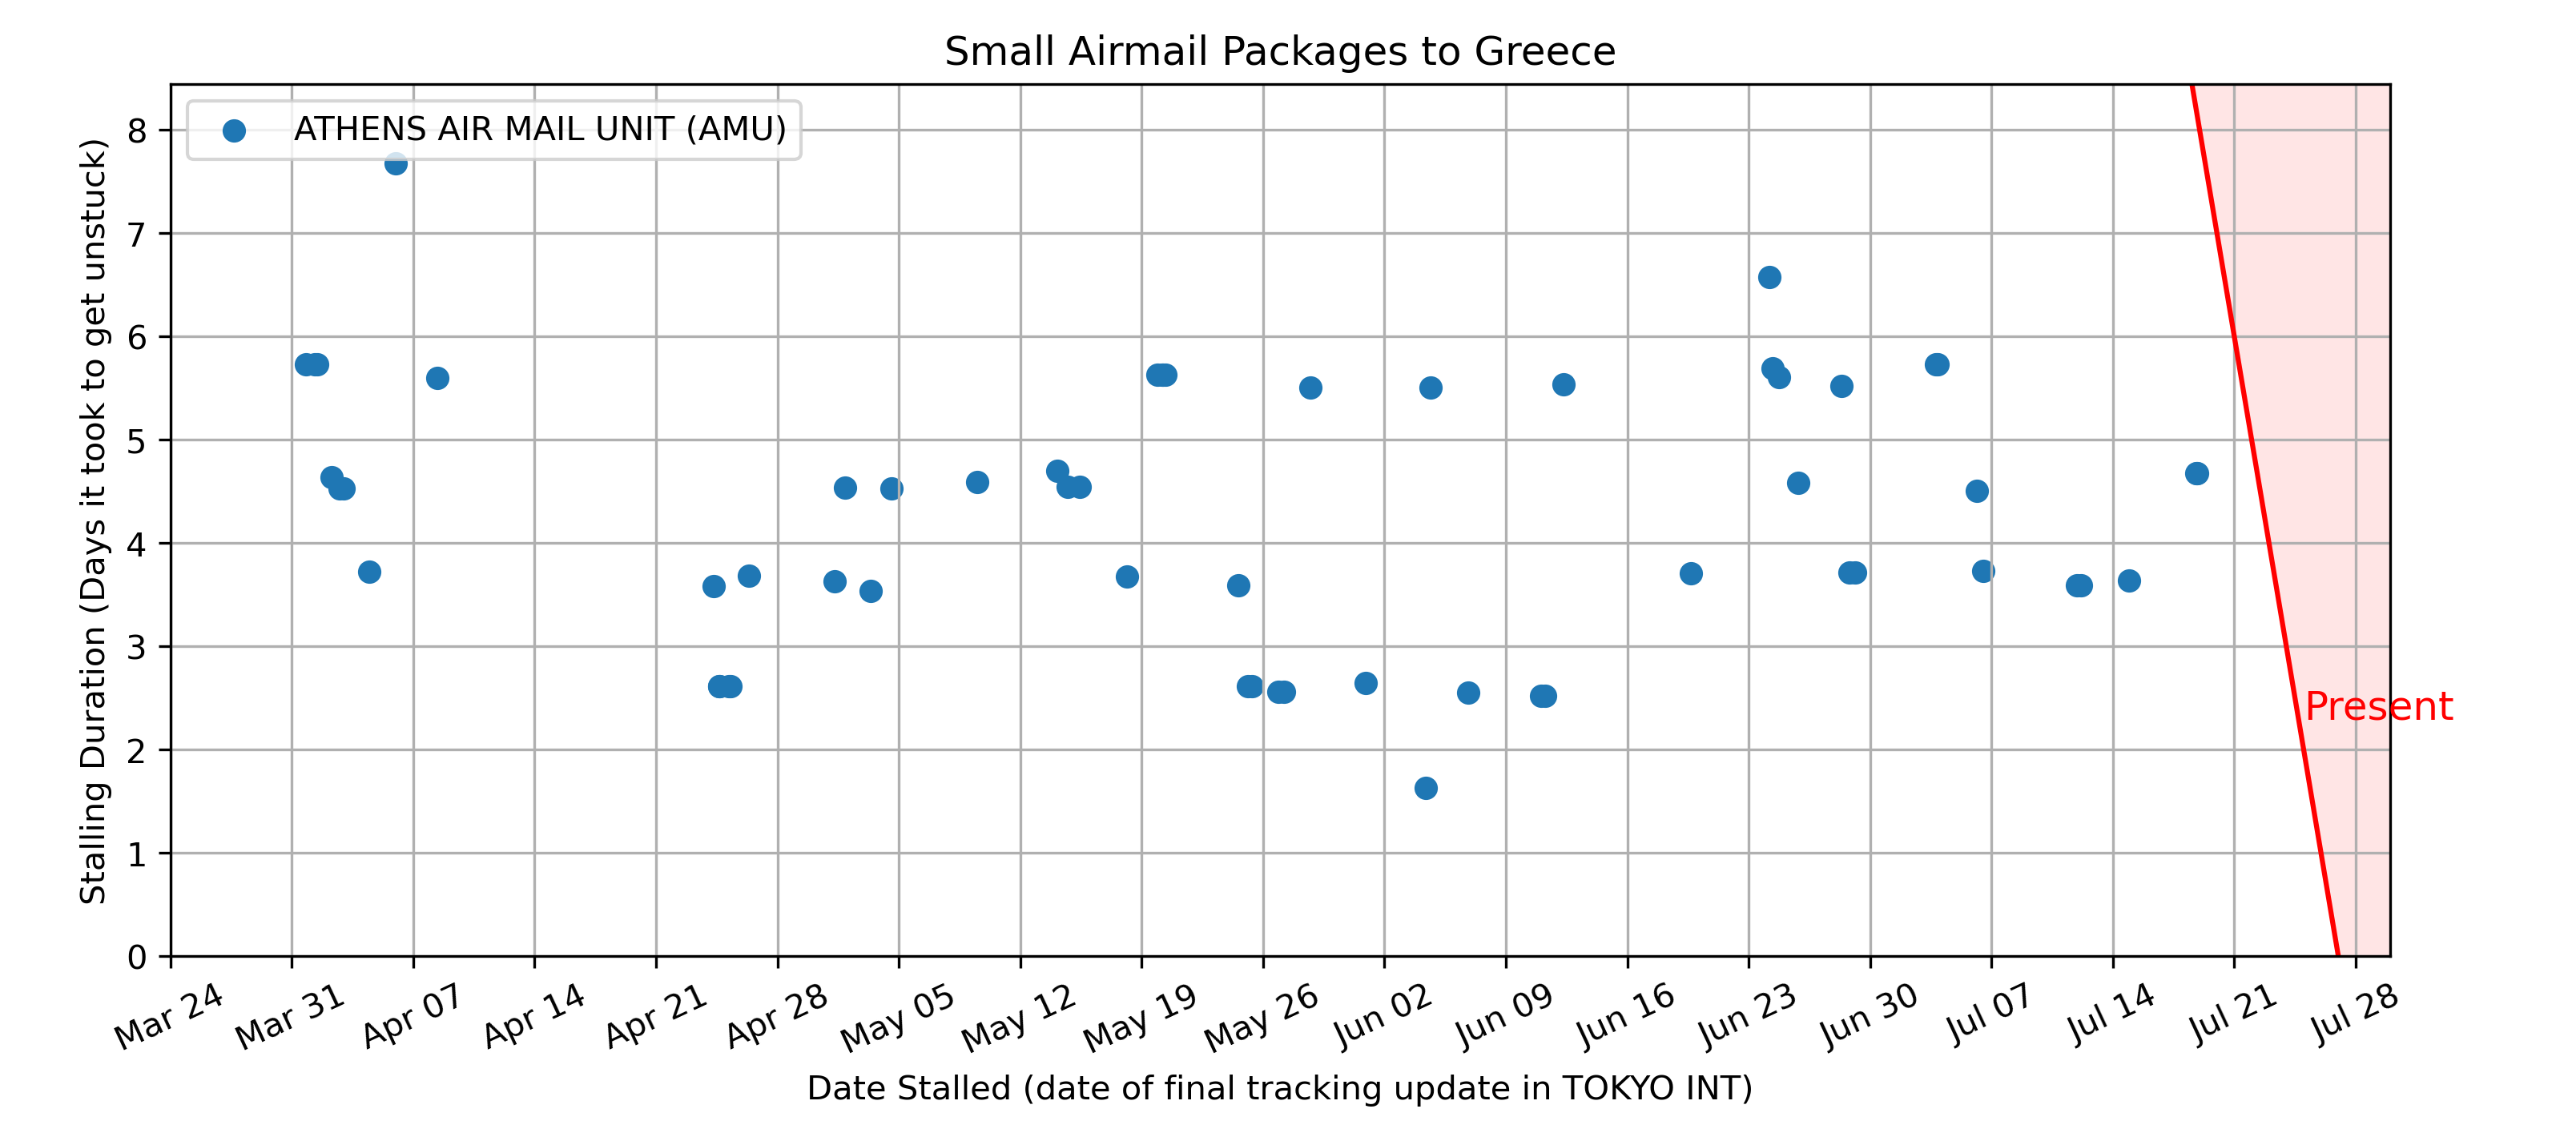 Small Airmail Packages to Greece
ATHENS AIR MAIL UNIT (AMU)
Stalling Duration (Days it took to get unstuck)
8
7
6
5
4
3
2
1
0
Present
Mar 24
Mar 31
Apr 07
Apr 14
Apr 21
Apr 28
May 05
May 12
May 19
May 26
Jun 02
Jun 09
Jun 16
Jun 23
Jun 30
Jul 07
Jul 14
Jul 21
Jul 28
Date Stalled (date of final tracking update in TOKYO INT)